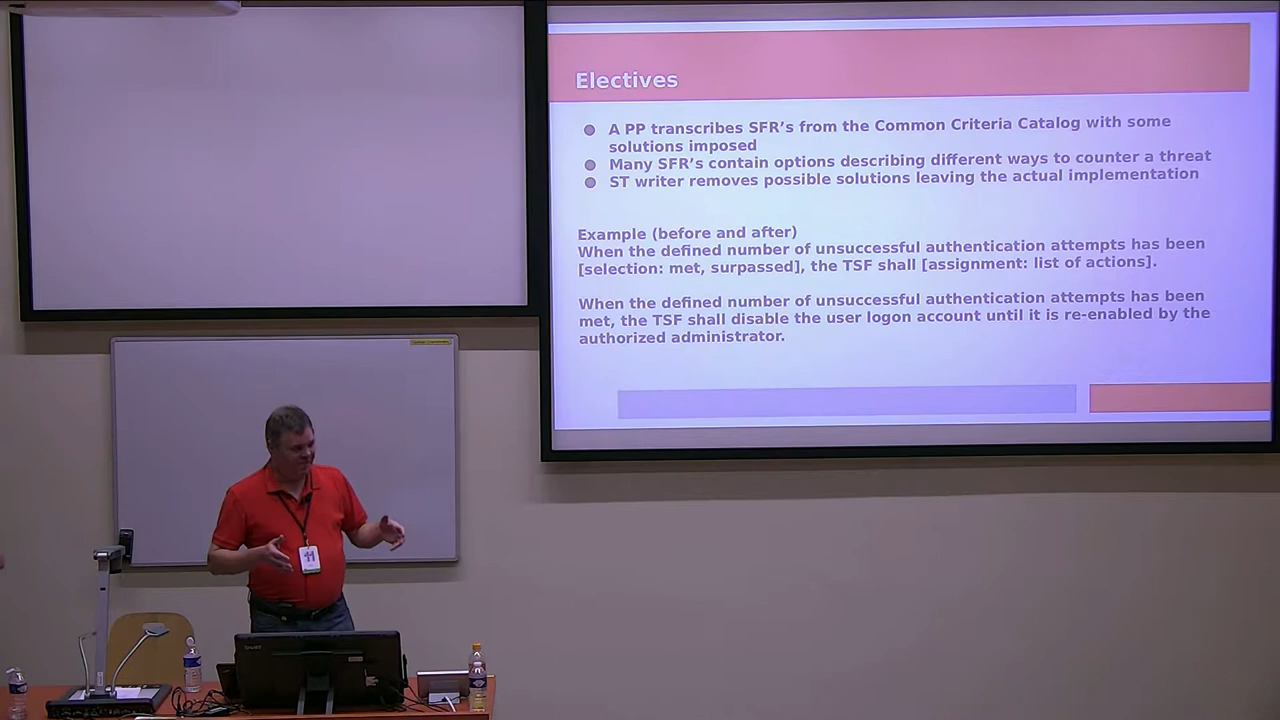 Electives
A PP transcribes SFR's from the Common Criteria Catalog with some
solutions imposed
Many SFR's contain options describing different ways to counter a threat
ST writer removes possible solutions leaving the actual implementation
Example (before and after)
When the defined number of unsuccessful authentication attempts has been
[selection: met, surpassed], the TSF shall [assignment: list of actions].
When the defined number of unsuccessful authentication attempts has been
met, the TSF shall disable the user logon account until it is re-enabled by the
authorized administrator.